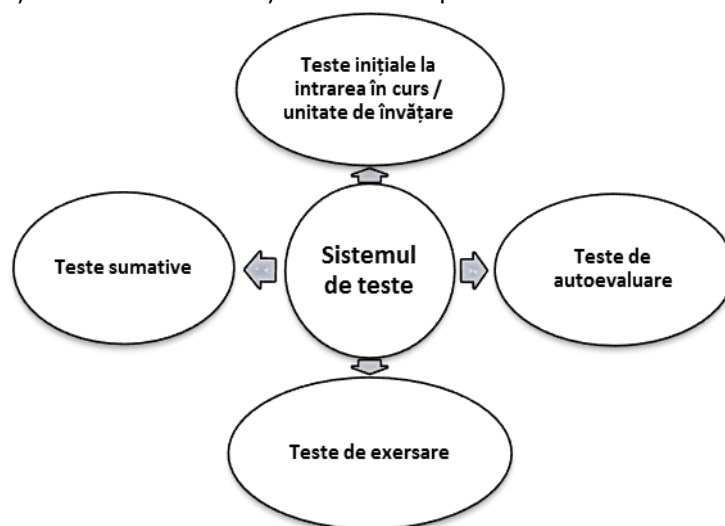 Teste inițiale la
intrarea în curs /
unitate de învățare
Teste sumative
Sistemul
de teste
Teste de
autoevaluare
Teste de exersare